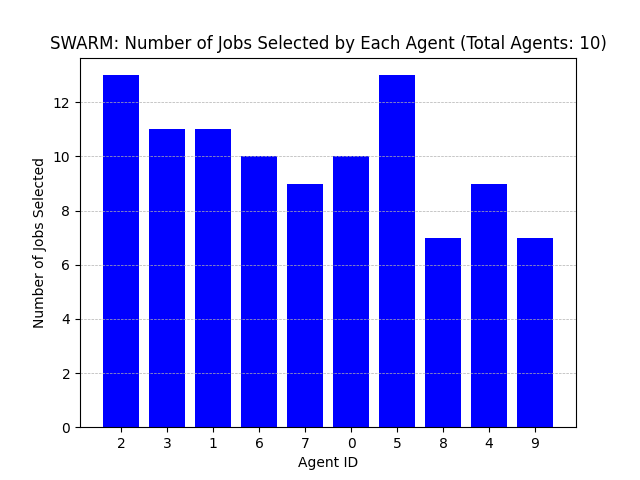 SWARM: Number of Jobs Selected by Each Agent (Total Agents: 10)
12
10
8
6
4
2
0
Number of Jobs Selected
2 3 1 6 7 0 5 8 4 9
Agent ID